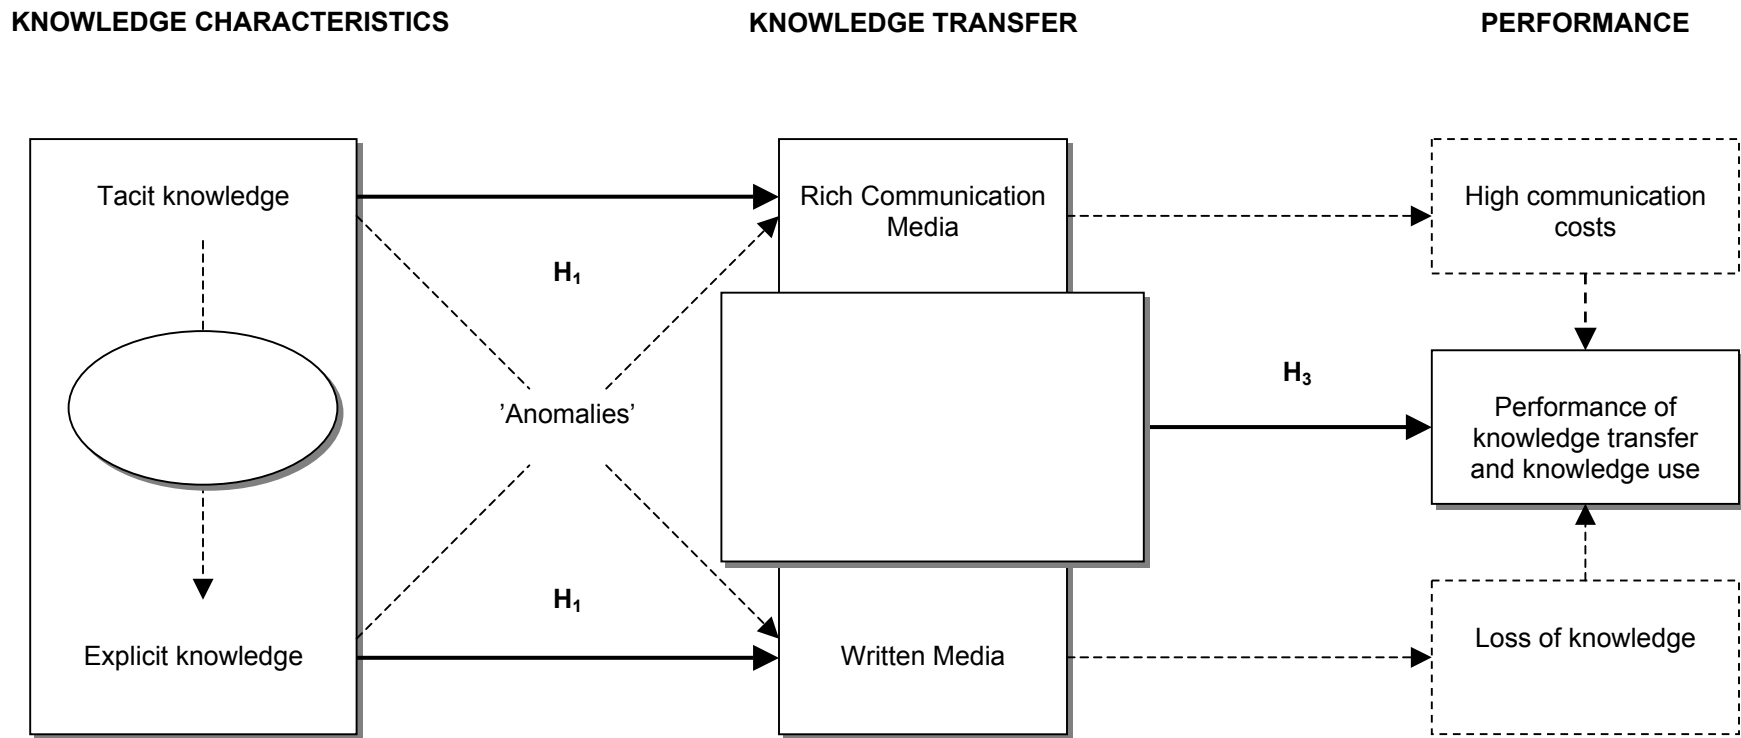 KNOWLEDGE CHARACTERISTICS
KNOWLEDGE TRANSFER
PERFORMANCE
Tacit knowledge
Rich Communication
Media
High communication
costs
H₁
H₃
'Anomalies’
Performance of
knowledge transfer
and knowledge use
H₁
Explicit knowledge
Written Media
Loss of knowledge